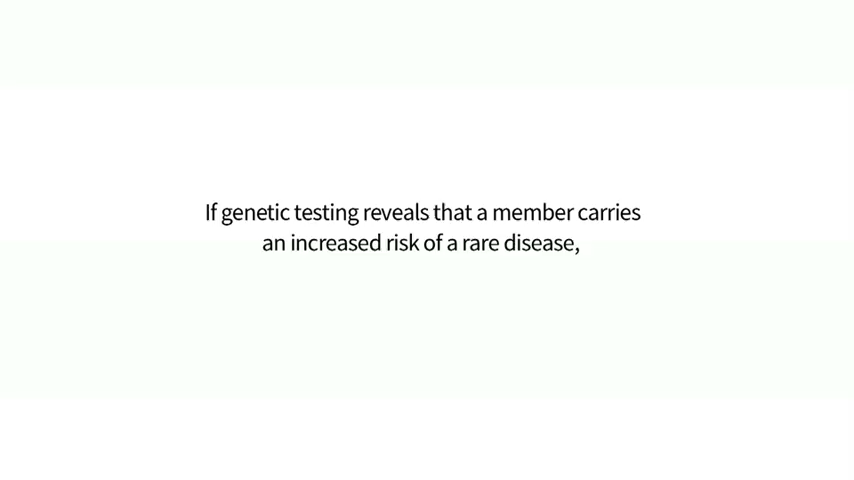 If genetic testing reveals that a member carries
an increased risk of a rare disease,